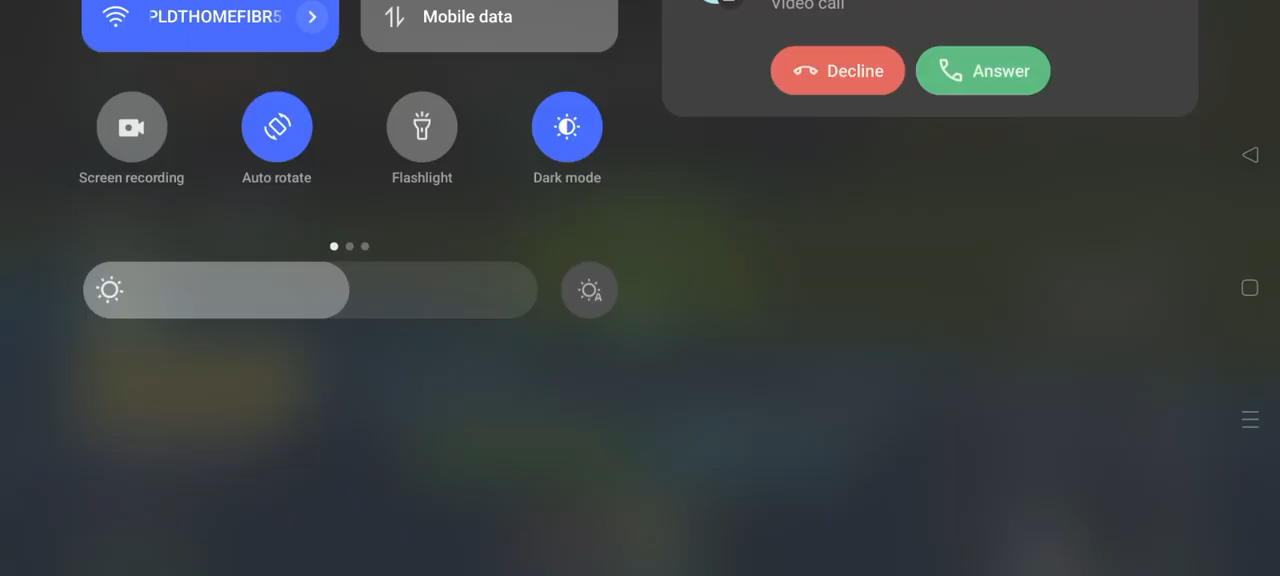 PLDTHOMEFIBR5
Mobile data
Video call
Decline
Answer
Screen recording
Auto rotate
Flashlight
Dark mode
A